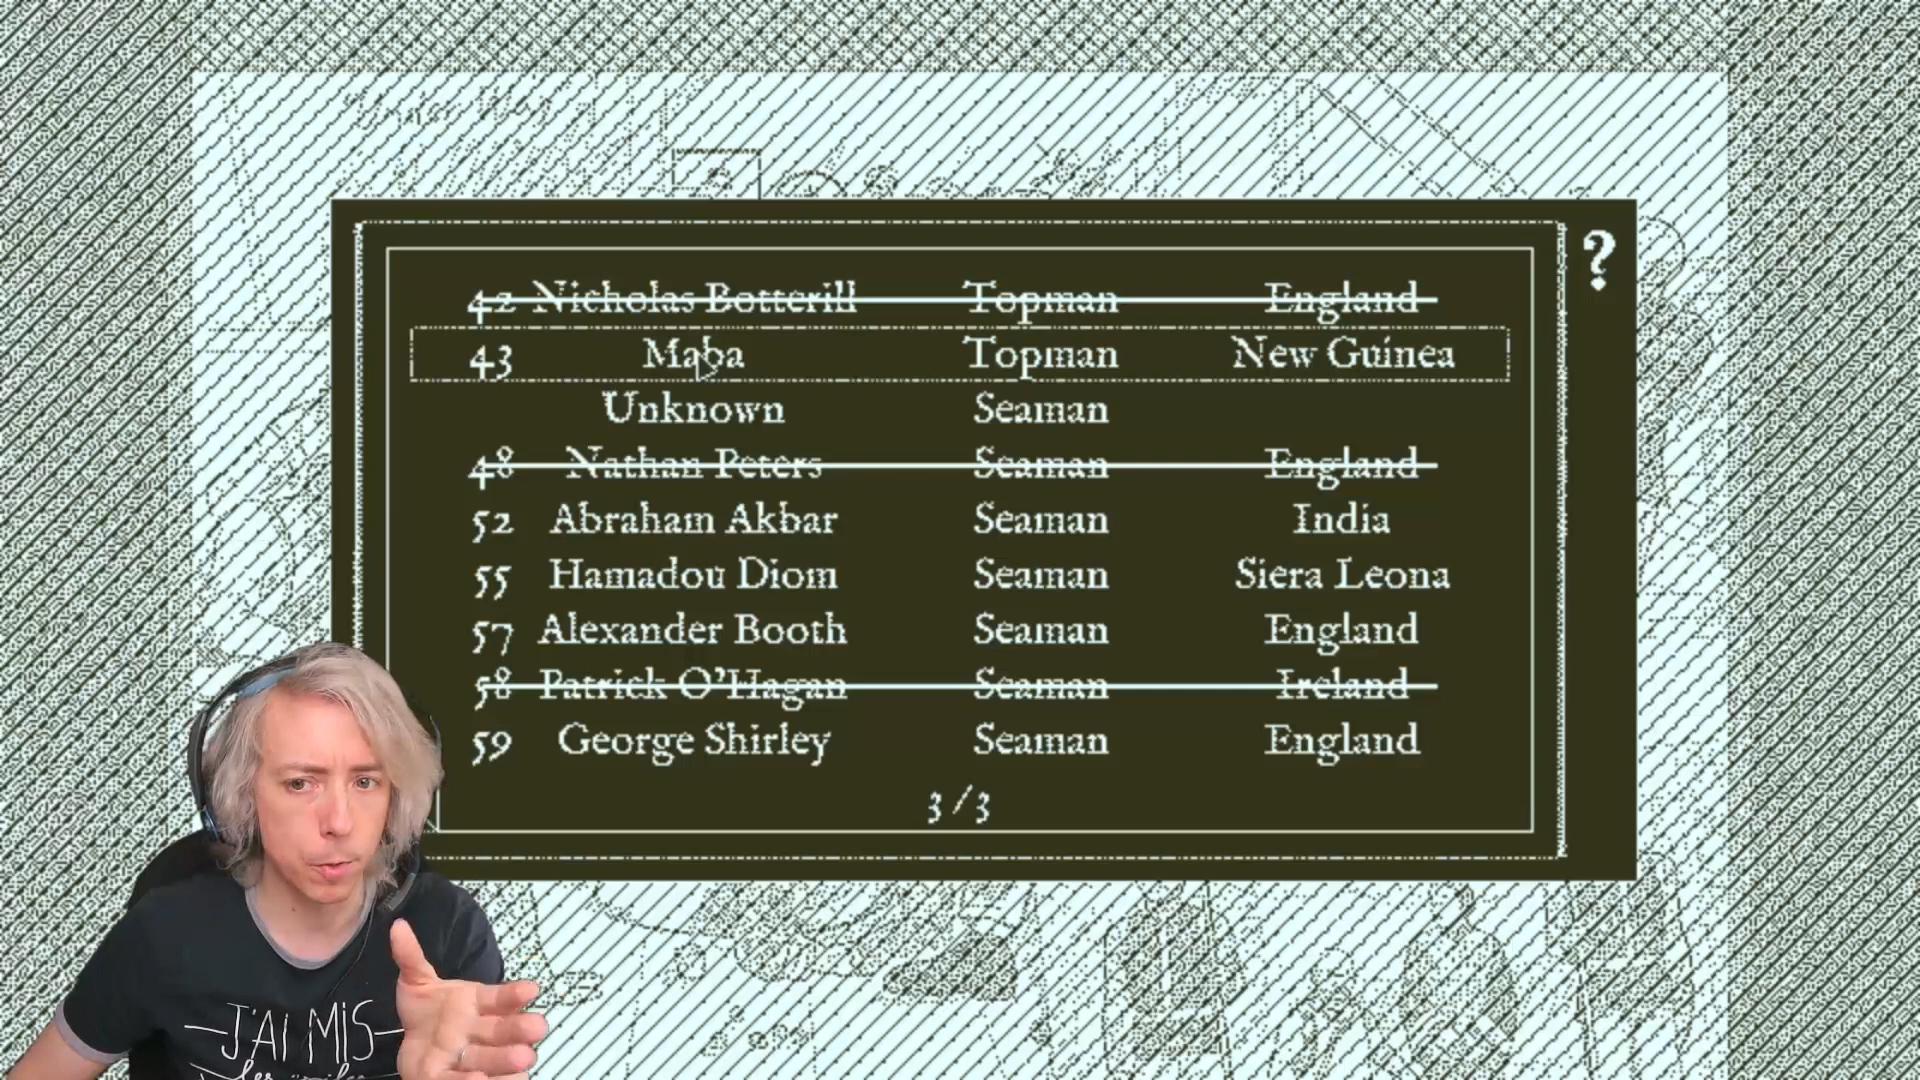 ?
42 Nicholas Botterill Topman England
43 Maba Topman New Guinea
Unknown Seaman
48 Nathan Peters Seaman England
52 Abraham Akbar Seaman India
55 Hamadou Diom Seaman Siera Leona
57 Alexander Booth Seaman England
58 Patrick O'Hagan Seaman Ireland
59 George Shirley Seaman England
3/3
J'AI MIS